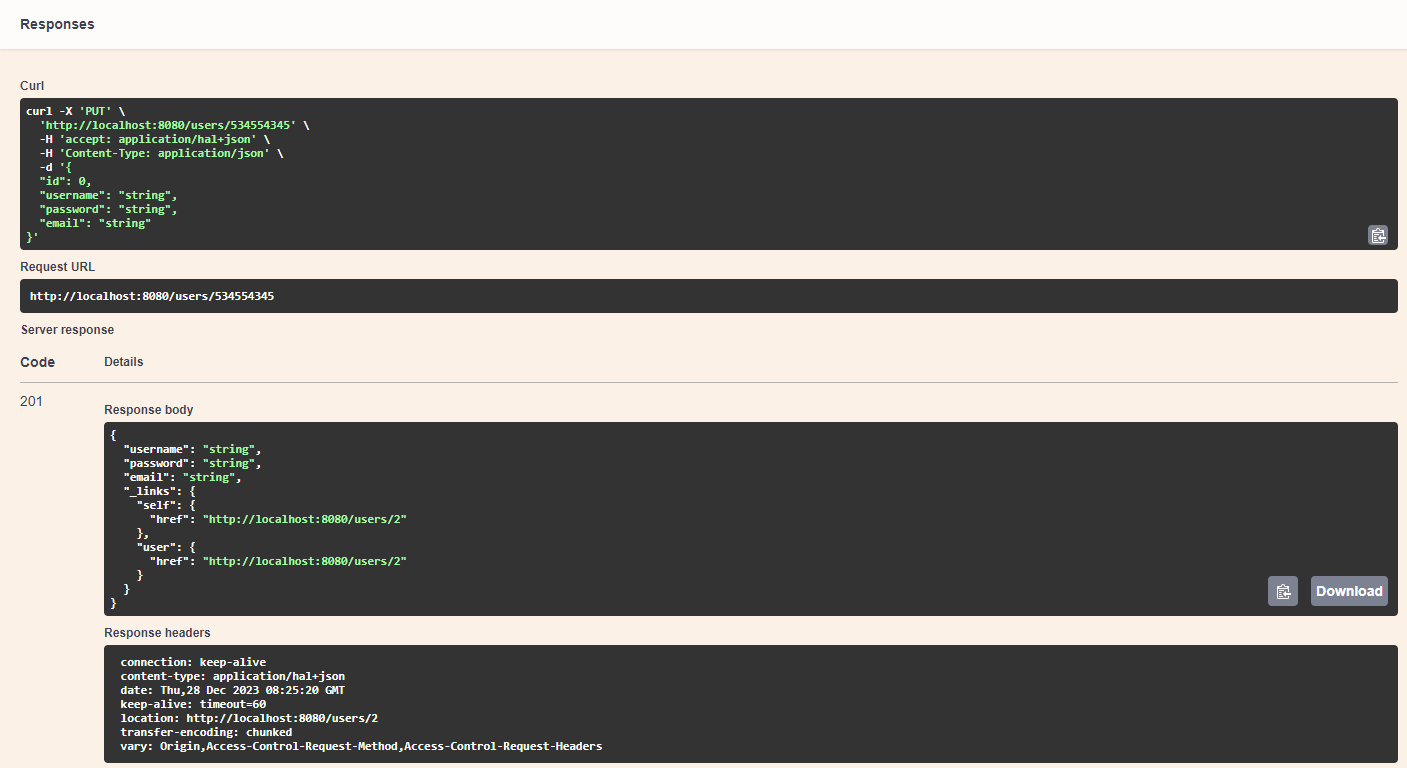 Responses
Curl
curl -X 'PUT' \
  'http://localhost:8080/users/534554345' \
  -H 'accept: application/hal+json' \
  -H 'Content-Type: application/json' \
  -d '{
  "id": 0,
  "username": "string",
  "password": "string",
  "email": "string"
}'
Request URL
http://localhost:8080/users/534554345
Server response
Code Details
201
Response body
{
  "username": "string",
  "password": "string",
  "email": "string",
  "_links": {
    "self": {
      "href": "http://localhost:8080/users/2"
    },
    "user": {
      "href": "http://localhost:8080/users/2"
    }
  }
}
Download
Response headers
connection: keep-alive
content-type: application/hal+json
date: Thu,28 Dec 2023 08:25:20 GMT
keep-alive: timeout=60
location: http://localhost:8080/users/2
transfer-encoding: chunked
vary: Origin,Access-Control-Request-Method,Access-Control-Request-Headers